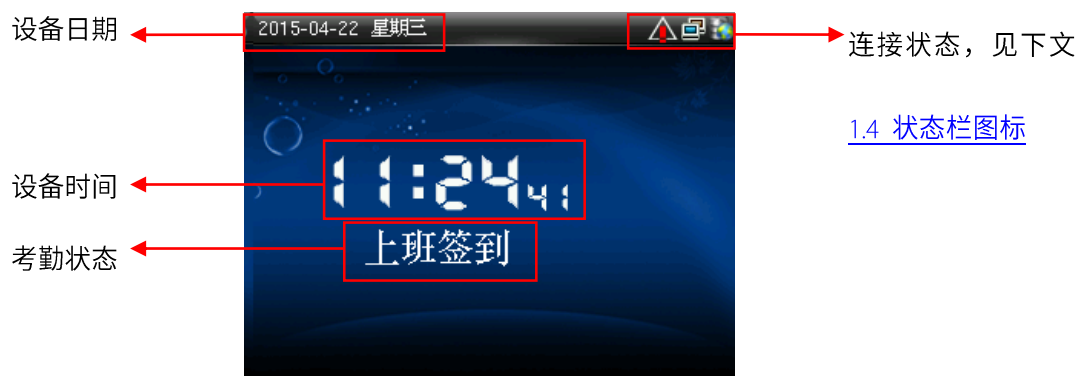 设备日期
2015-04-22 星期三
连接状态，见下文
1.4 状态栏图标
设备时间
11:24 41
考勤状态
上班签到